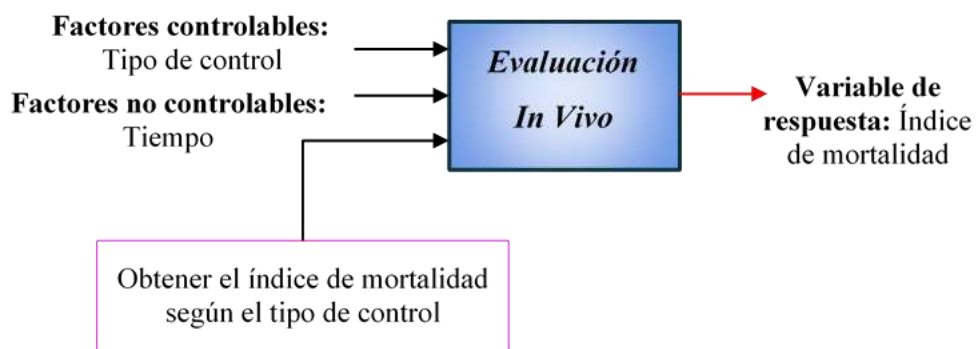 Factores controlables:
Tipo de control
Factores no controlables:
Tiempo
Evaluación
In Vivo
Variable de
respuesta: Índice
de mortalidad
Obtener el índice de mortalidad
según el tipo de control